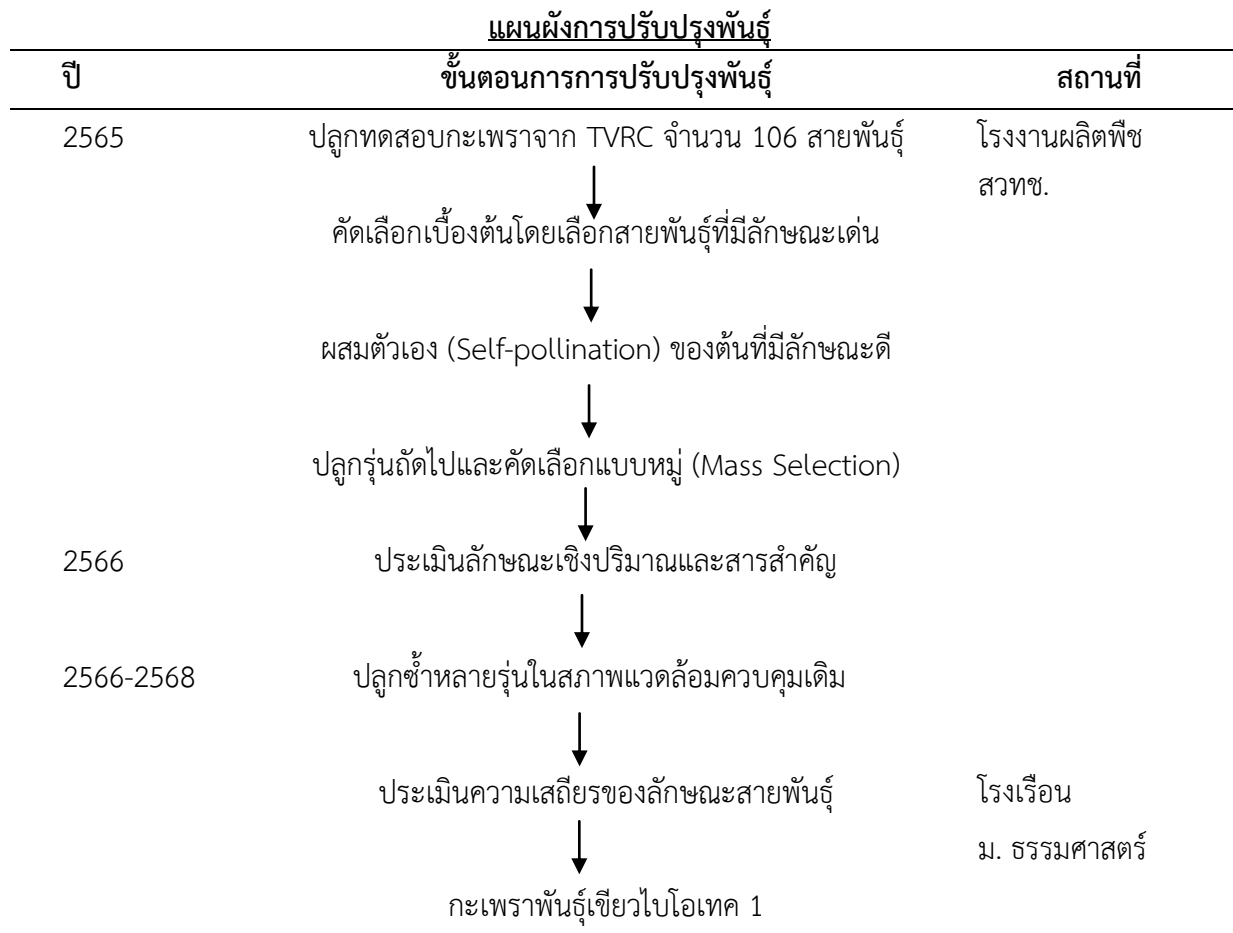 แผนผังการปรับปรุงพันธุ์
ปี ขั้นตอนการการปรับปรุงพันธุ์ สถานที่
2565 ปลูกทดสอบกะเพราจาก TVRC จำนวน 106 สายพันธุ์ โรงงานผลิตพืช
สวทช.
คัดเลือกเบื้องต้นโดยเลือกสายพันธุ์ที่มีลักษณะเด่น
ผสมตัวเอง (Self-pollination) ของต้นที่มีลักษณะดี
ปลูกรุ่นถัดไปและคัดเลือกแบบหมู่ (Mass Selection)
2566 ประเมินลักษณะเชิงปริมาณและสารสำคัญ
2566-2568 ปลูกซ้ำหลายรุ่นในสภาพแวดล้อมควบคุมเดิม
ประเมินความเสถียรของลักษณะสายพันธุ์ โรงเรือน
ม. ธรรมศาสตร์
กะเพราพันธุ์เขียวไบโอเทค 1